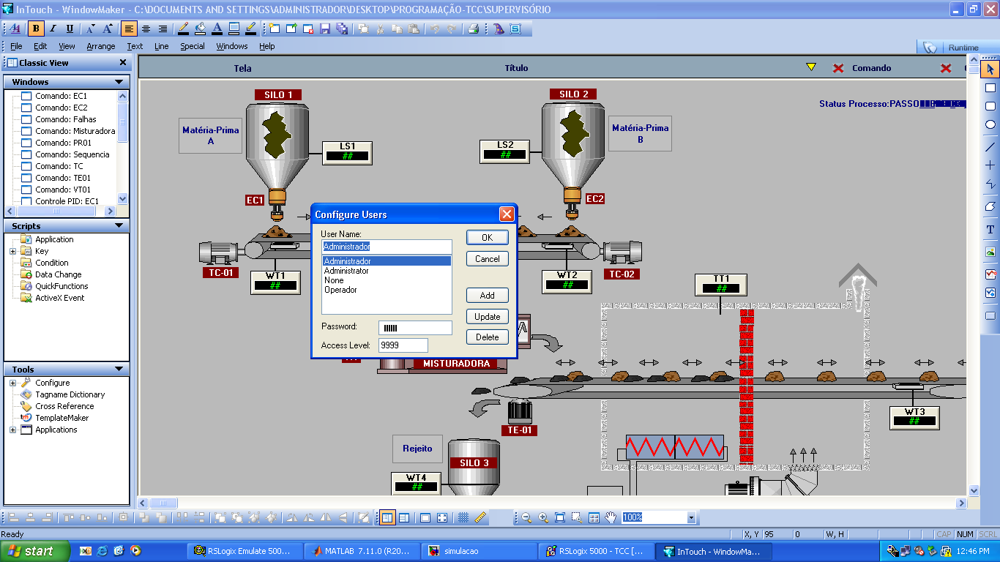 InTouch - WindowMaker - C:\DOCUMENTS AND SETTINGS\ADMINISTRADOR\DESKTOP\PROGRAMAÇÃO-TCC\SUPERVISÓRIO
File Edit View Arrange Text Line Special Windows Help
Runtime
Classic View
Windows
Comando: EC1
Comando: EC2
Comando: Falhas
Comando: Misturadora
Comando: PR01
Comando: Sequencia
Comando: TC
Comando: TE01
Comando: VT01
Controle PID: EC1
Scripts
Application
Key
Condition
Data Change
QuickFunctions
ActiveX Event
Tools
Configure
Tagname Dictionary
Cross Reference
TemplateMaker
Applications
Tela
Título
Comando
Status Processo:PASSO
SILO 1
SILO 2
Matéria-Prima
A
LS1
##
LS2
##
Matéria-Prima
B
EC1
EC2
TC-01
WT1
##
WT2
##
TC-02
TT1
##
Configure Users
User Name:
Administrador
Administrador
Administrator
None
Operador
Password:
Access Level: 9999
OK
Cancel
Add
Update
Delete
MISTURADORA
TE-01
WT3
##
Rejeito
SILO 3
WT4
##
100%
Ready
X, Y 95 0 W, H
CAP NUM SCRL
start
RSLogix Emulate 500...
MATLAB 7.11.0 (R20...
simulacao
RSLogix 5000 - TCC [...
InTouch - WindowMa...
12:46 PM